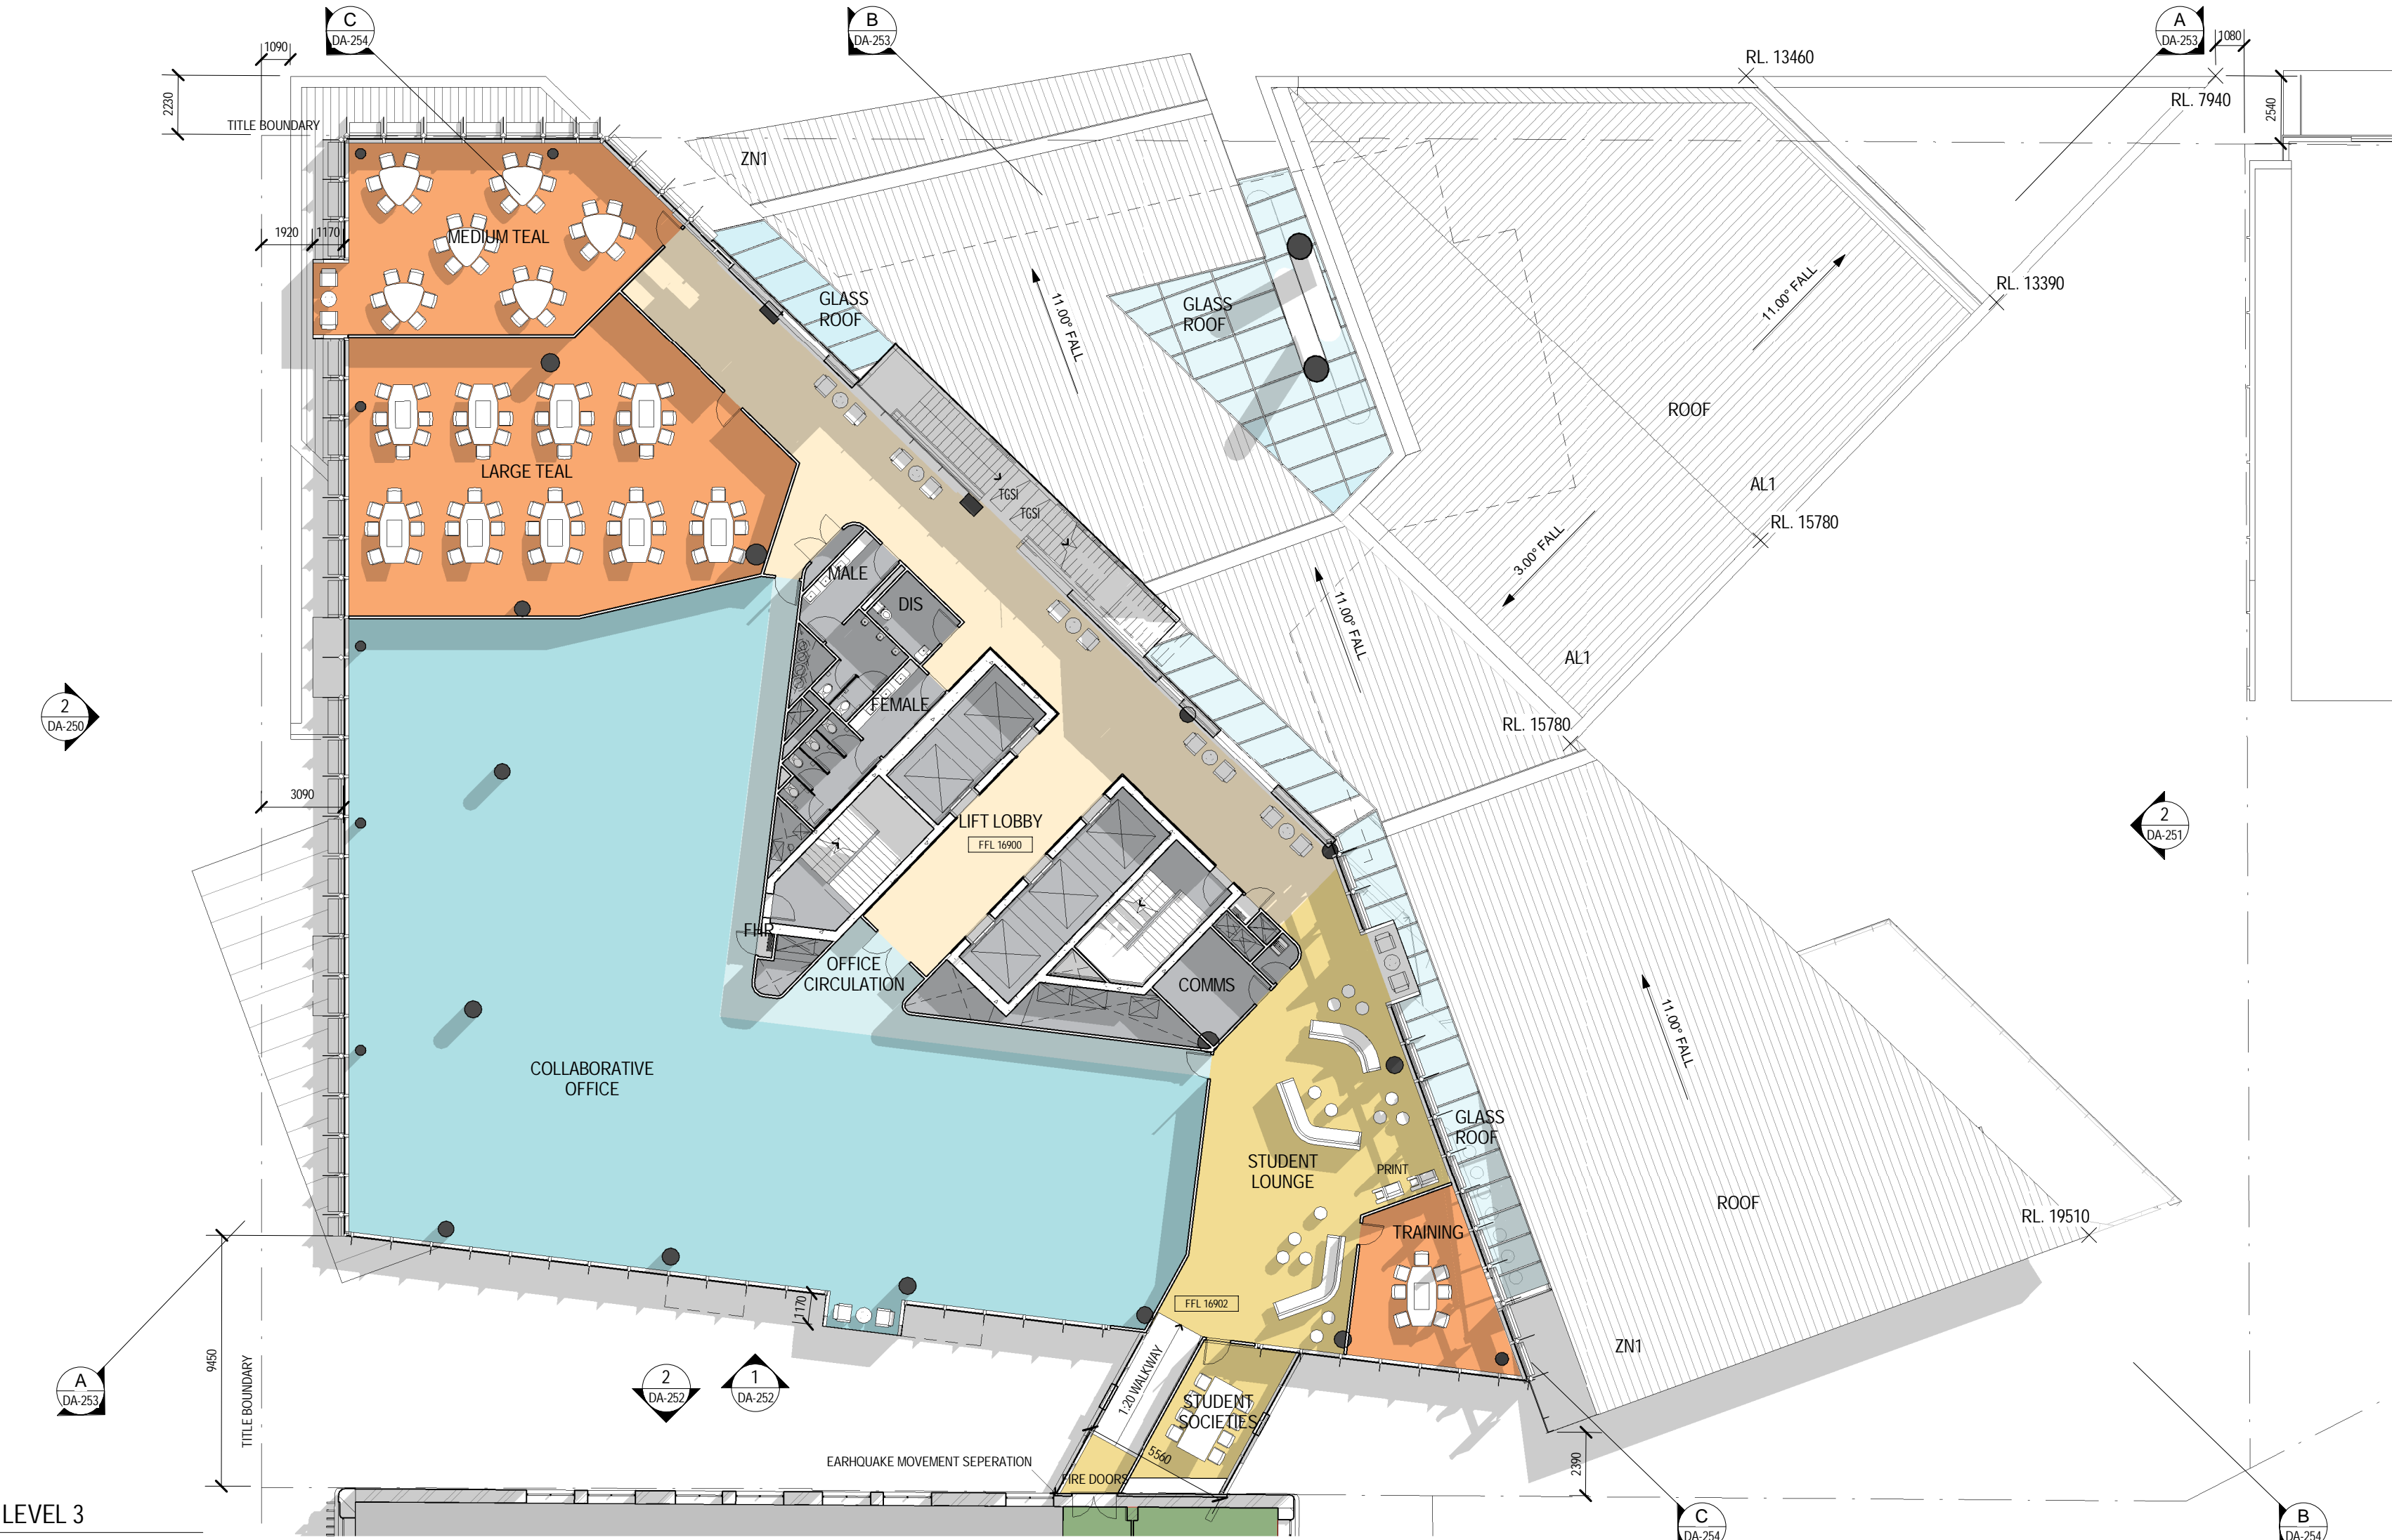 C
DA-254
B
DA-253
A
DA-253
1090
1080
RL. 13460
RL. 7940
2230
2540
TITLE BOUNDARY
ZN1
1920
1170
MEDIUM TEAL
GLASS
ROOF
11.00° FALL
GLASS
ROOF
11.00° FALL
RL. 13390
ROOF
LARGE TEAL
TGSI
TGSI
AL1
RL. 15780
3.00° FALL
MALE
DIS
11.00° FALL
AL1
FEMALE
2
DA-250
RL. 15780
3090
LIFT LOBBY
FFL 16900
2
DA-251
FHR
OFFICE
CIRCULATION
COMMS
11.00° FALL
COLLABORATIVE
OFFICE
GLASS
ROOF
STUDENT
LOUNGE
PRINT
ROOF
RL. 19510
TRAINING
1170
FFL 16902
9450
TITLE BOUNDARY
ZN1
A
DA-253
2
DA-252
1
DA-252
1:20 WALKWAY
STUDENT
SOCIETIES
5560
EARHQUAKE MOVEMENT SEPERATION
FIRE DOORS
2390
LEVEL 3
C
DA-254
B
DA-254